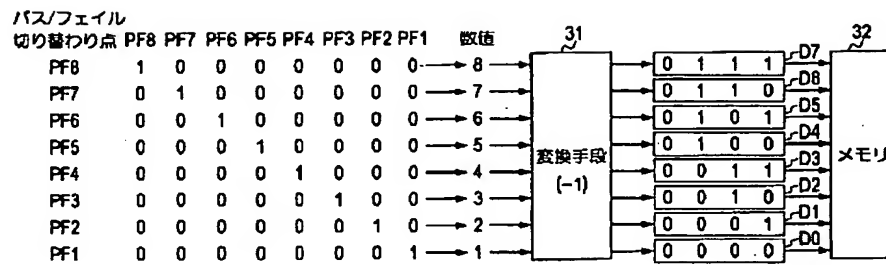 パス/フェイル
切り替わり点 PF8 PF7 PF6 PF5 PF4 PF3 PF2 PF1 数値 31 32
PF8 1 0 0 0 0 0 0 0 8 0 1 1 1 D7
PF7 0 1 0 0 0 0 0 0 7 0 1 1 0 D6
PF6 0 0 1 0 0 0 0 0 6 0 1 0 1 D5
PF5 0 0 0 1 0 0 0 0 5 0 1 0 0 D4
PF4 0 0 0 0 1 0 0 0 4 0 0 1 1 D3
PF3 0 0 0 0 0 1 0 0 3 0 0 1 0 D2
PF2 0 0 0 0 0 0 1 0 2 0 0 0 1 D1
PF1 0 0 0 0 0 0 0 1 1 0 0 0 0 D0
変換手段
(-1)
メモリ